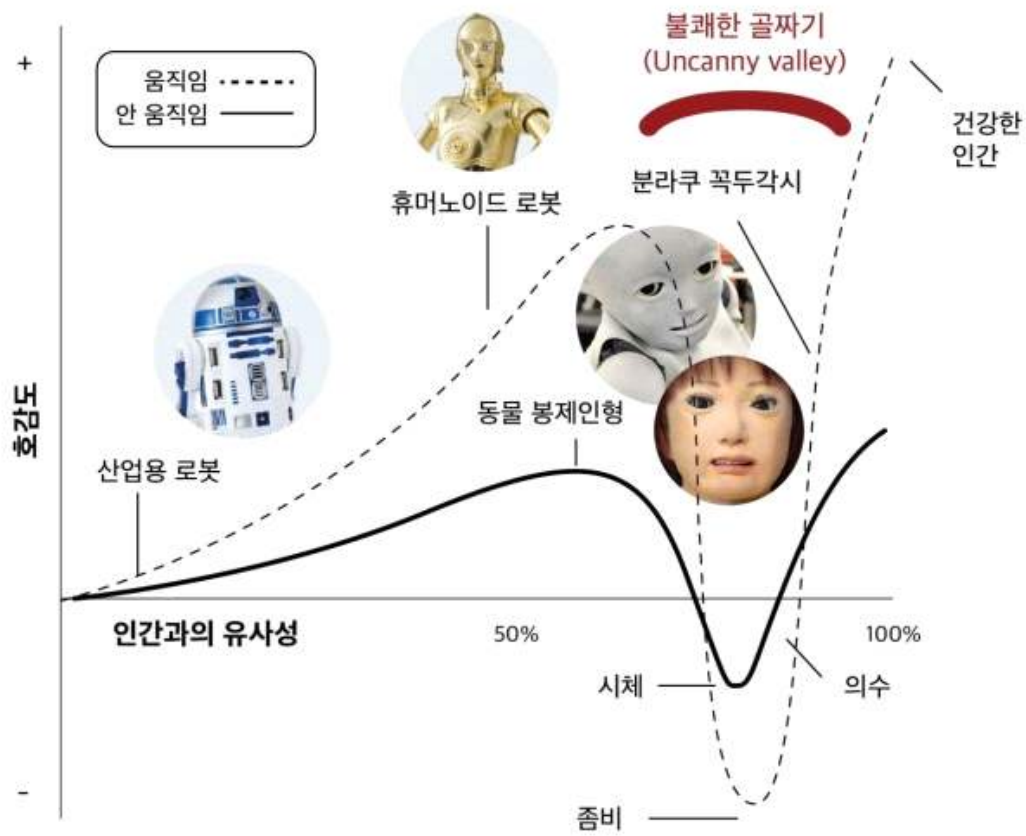 +
움직임
안 움직임
불쾌한 골짜기
(Uncanny valley)
건강한
인간
분라쿠 꼭두각시
휴머노이드 로봇
호감도
동물 봉제인형
산업용 로봇
인간과의 유사성
50%
100%
시체
의수
-
좀비